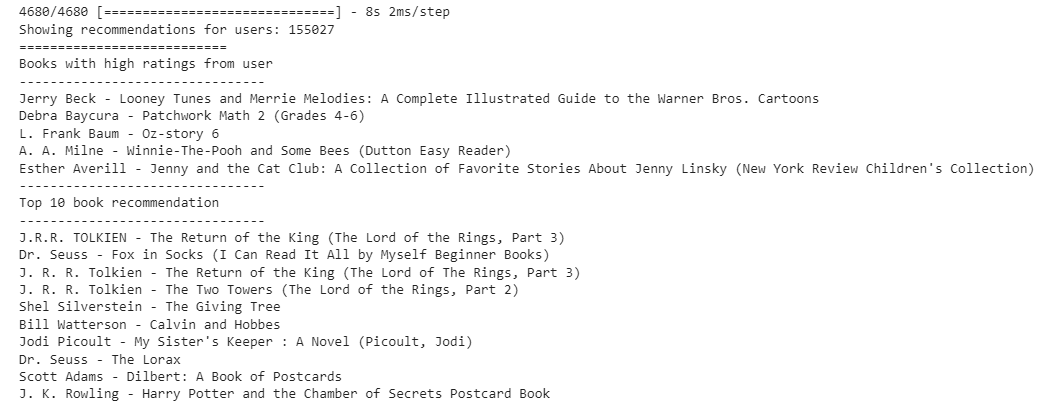 4680/4680 [==============================] - 8s 2ms/step
Showing recommendations for users: 155027
===========================
Books with high ratings from user
--------------------------------
Jerry Beck - Looney Tunes and Merrie Melodies: A Complete Illustrated Guide to the Warner Bros. Cartoons
Debra Baycura - Patchwork Math 2 (Grades 4-6)
L. Frank Baum - Oz-story 6
A. A. Milne - Winnie-The-Pooh and Some Bees (Dutton Easy Reader)
Esther Averill - Jenny and the Cat Club: A Collection of Favorite Stories About Jenny Linsky (New York Review Children's Collection)
--------------------------------
Top 10 book recommendation
--------------------------------
J.R.R. TOLKIEN - The Return of the King (The Lord of the Rings, Part 3)
Dr. Seuss - Fox in Socks (I Can Read It All by Myself Beginner Books)
J. R. R. Tolkien - The Return of the King (The Lord of The Rings, Part 3)
J. R. R. Tolkien - The Two Towers (The Lord of the Rings, Part 2)
Shel Silverstein - The Giving Tree
Bill Watterson - Calvin and Hobbes
Jodi Picoult - My Sister's Keeper : A Novel (Picoult, Jodi)
Dr. Seuss - The Lorax
Scott Adams - Dilbert: A Book of Postcards
J. K. Rowling - Harry Potter and the Chamber of Secrets Postcard Book